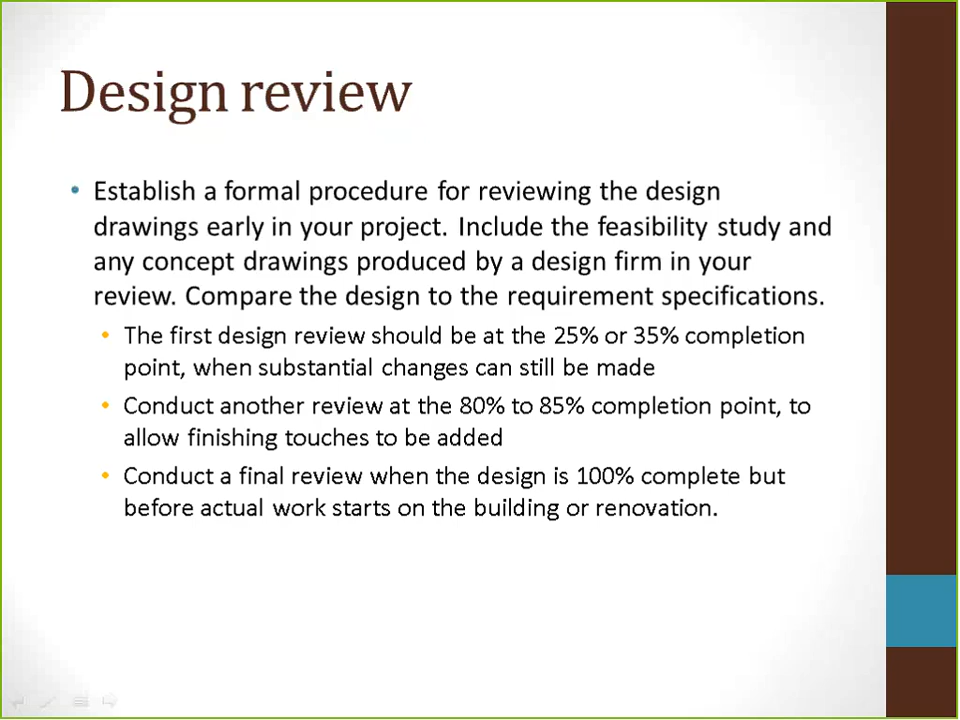 Design review
• Establish a formal procedure for reviewing the design
drawings early in your project. Include the feasibility study and
any concept drawings produced by a design firm in your
review. Compare the design to the requirement specifications.
• The first design review should be at the 25% or 35% completion
point, when substantial changes can still be made
• Conduct another review at the 80% to 85% completion point, to
allow finishing touches to be added
• Conduct a final review when the design is 100% complete but
before actual work starts on the building or renovation.